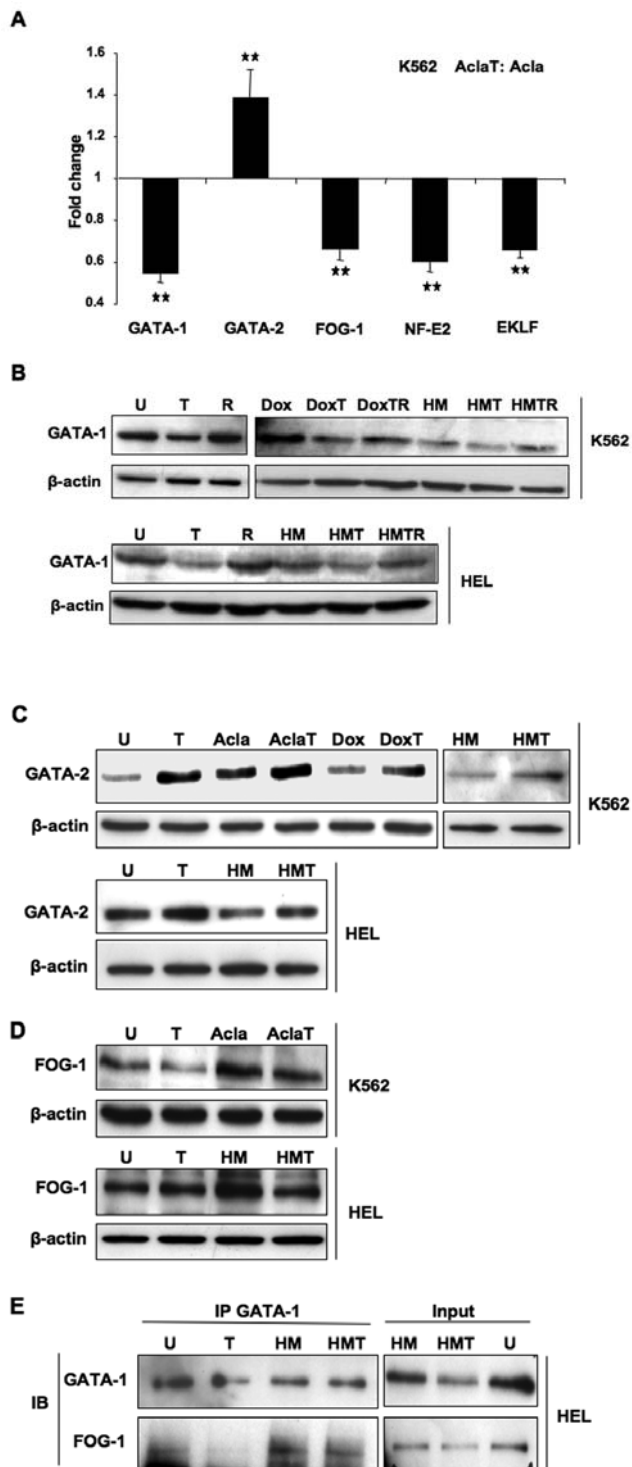 A
1.6
1.4
1.2
1
0.8
0.6
0.4
Fold change
K562 AclaT: Acla
★★
★★ ★★ ★★ ★★
GATA-1 GATA-2 FOG-1 NF-E2 EKLF
B
U T R Dox DoxT DoxTR HM HMT HMTR
GATA-1
β-actin
K562
U T R HM HMT HMTR
GATA-1
β-actin
HEL
C
U T Acla AclaT Dox DoxT HM HMT
GATA-2
β-actin
K562
U T HM HMT
GATA-2
β-actin
HEL
D
U T Acla AclaT
FOG-1
β-actin
K562
U T HM HMT
FOG-1
β-actin
HEL
E
IP GATA-1 Input
U T HM HMT HM HMT U
IB
GATA-1
FOG-1
HEL